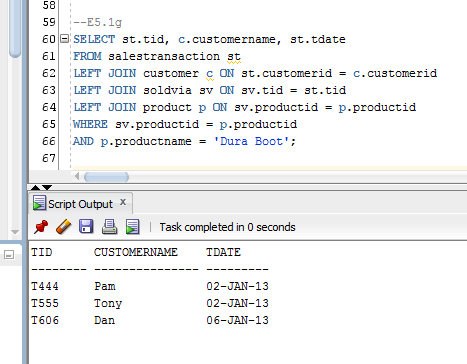 58
59 --E5.1g
60 SELECT st.tid, c.customername, st.tdate
61 FROM salestransaction st
62 LEFT JOIN customer c ON st.customerid = c.customerid
63 LEFT JOIN soldvia sv ON sv.tid = st.tid
64 LEFT JOIN product p ON sv.productid = p.productid
65 WHERE sv.productid = p.productid
66 AND p.productname = 'Dura Boot';
67
Script Output x
Task completed in 0 seconds
TID CUSTOMERNAME TDATE
-------- --------------- ---------
T444 Pam 02-JAN-13
T555 Tony 02-JAN-13
T606 Dan 06-JAN-13